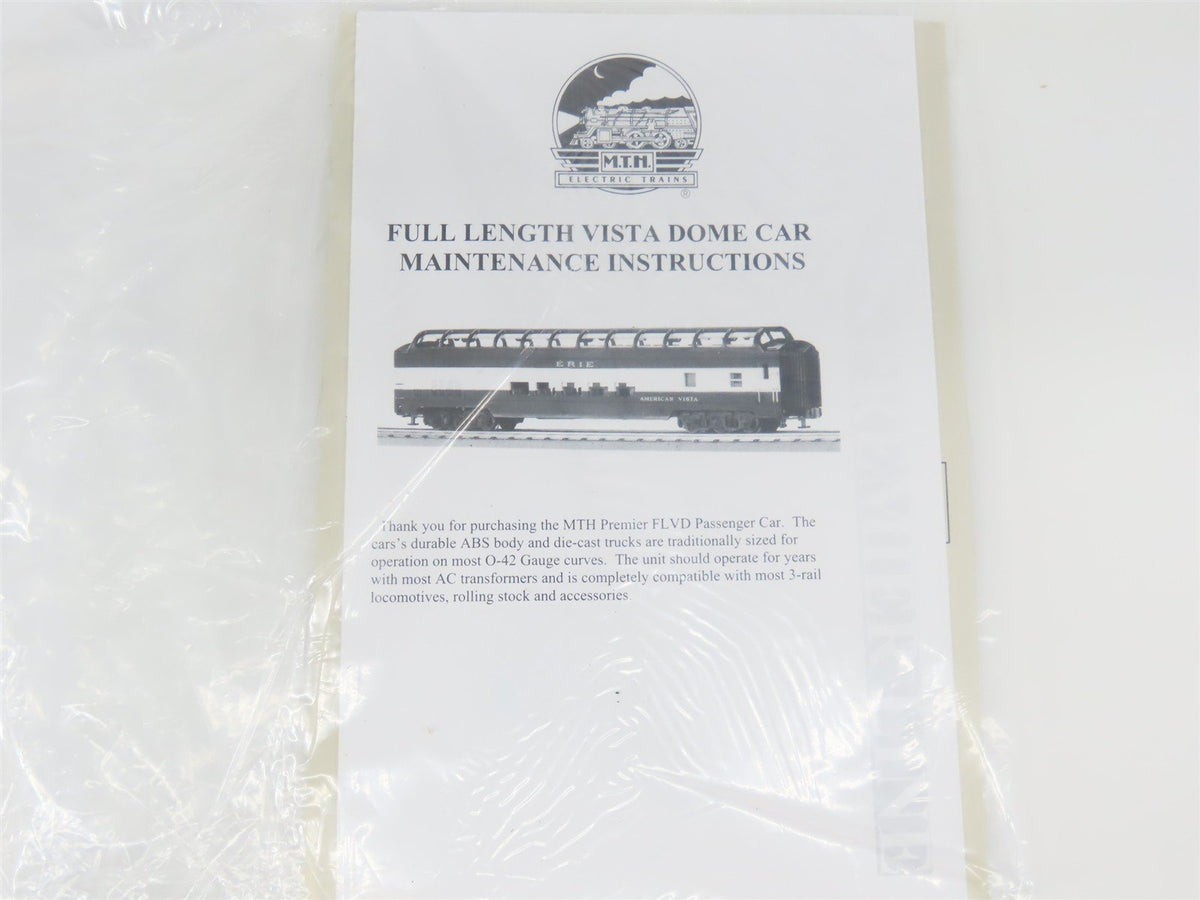 M.T.H.
ELECTRIC TRAINS
®
FULL LENGTH VISTA DOME CAR
MAINTENANCE INSTRUCTIONS
ERIE
AMERICAN VISTA
Thank you for purchasing the MTH Premier FLVD Passenger Car. The
cars's durable ABS body and die-cast trucks are traditionally sized for
operation on most O-42 Gauge curves. The unit should operate for years
with most AC transformers and is completely compatible with most 3-rail
locomotives, rolling stock and accessories.